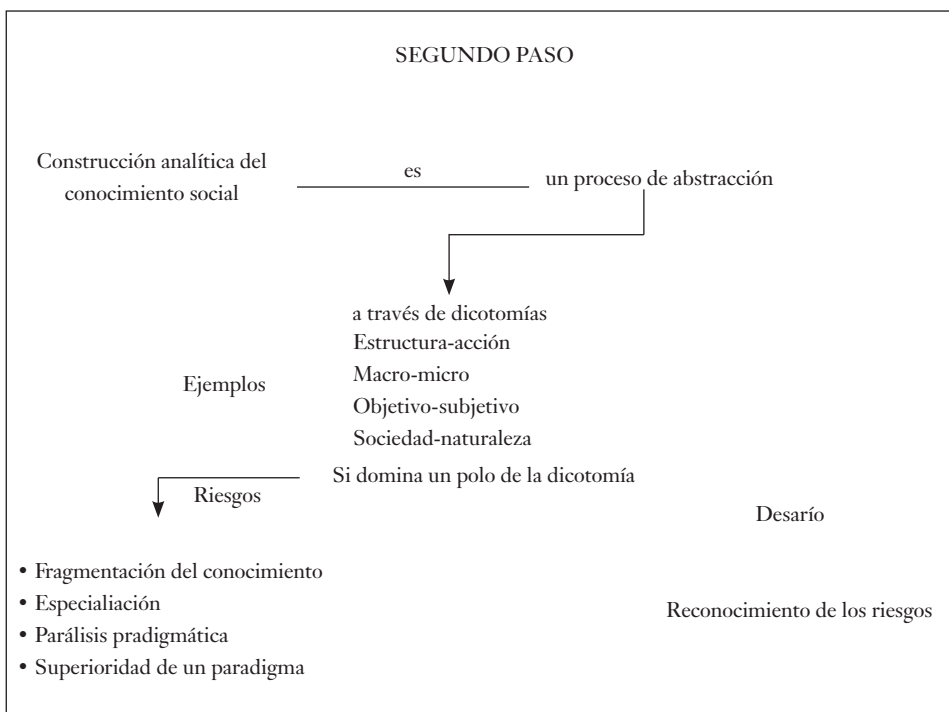 SEGUNDO PASO
Construcción analítica del
conocimiento social
es
un proceso de abstracción
a través de dicotomías
Estructura-acción
Ejemplos
Macro-micro
Objetivo-subjetivo
Sociedad-naturaleza
Si domina un polo de la dicotomía
Riesgos
Desarío
• Fragmentación del conocimiento
• Especialiación
• Parálisis pradigmática
• Superioridad de un paradigma
Reconocimiento de los riesgos